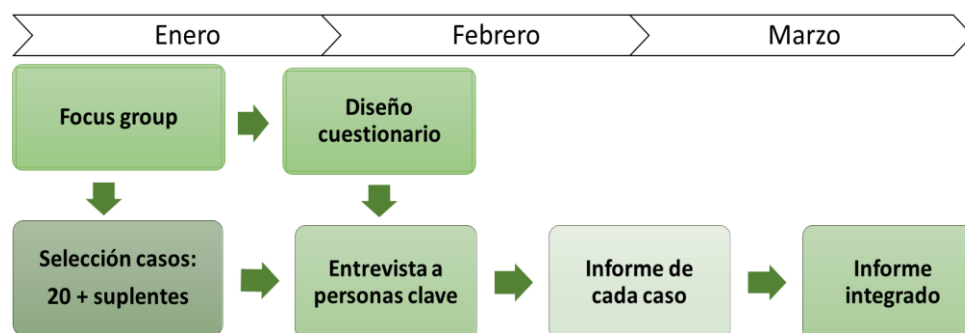 Enero
Febrero
Marzo
Focus group
Diseño
cuestionario
Selección casos:
20 + suplentes
Entrevista a
personas clave
Informe de
cada caso
Informe
integrado